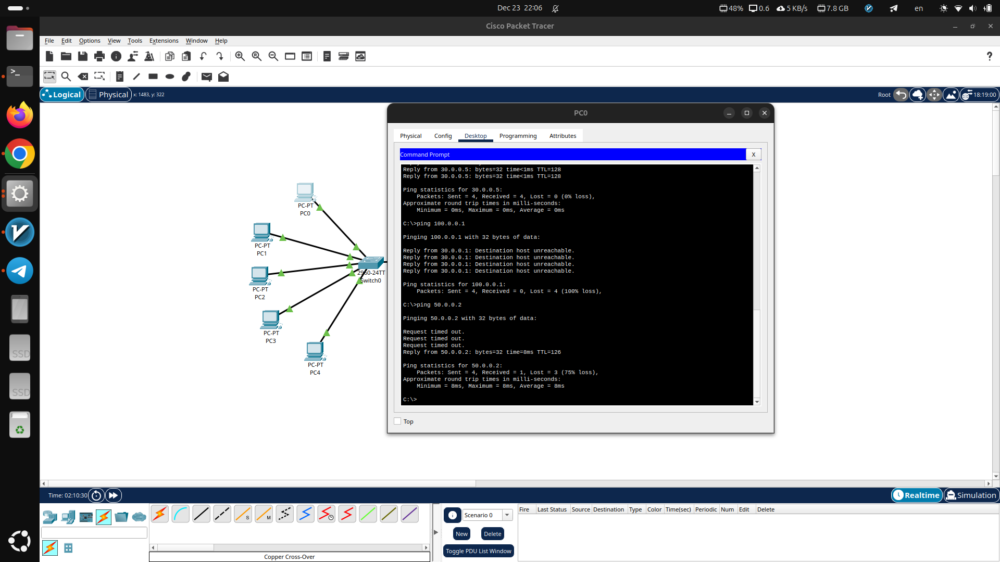 Dec 23 22:06
48%
0.6
5 KB/s
7.8 GB
en
Cisco Packet Tracer
File Edit Options View Tools Extensions Window Help
?
Logical
Physical
x: 1483, y: 322
Root
18:19:00
PC0
Physical Config Desktop Programming Attributes
Command Prompt
X
Reply from 30.0.0.5: bytes=32 time<1ms TTL=128
Reply from 30.0.0.5: bytes=32 time<1ms TTL=128
Ping statistics for 30.0.0.5:
Packets: Sent = 4, Received = 4, Lost = 0 (0% loss),
Approximate round trip times in milli-seconds:
Minimum = 0ms, Maximum = 0ms, Average = 0ms
C:\>ping 100.0.0.1
Pinging 100.0.0.1 with 32 bytes of data:
Reply from 30.0.0.1: Destination host unreachable.
Reply from 30.0.0.1: Destination host unreachable.
Reply from 30.0.0.1: Destination host unreachable.
Reply from 30.0.0.1: Destination host unreachable.
Ping statistics for 100.0.0.1:
Packets: Sent = 4, Received = 0, Lost = 4 (100% loss),
C:\>ping 50.0.0.2
Pinging 50.0.0.2 with 32 bytes of data:
Request timed out.
Request timed out.
Request timed out.
Reply from 50.0.0.2: bytes=32 time=8ms TTL=126
Ping statistics for 50.0.0.2:
Packets: Sent = 4, Received = 1, Lost = 3 (75% loss),
Approximate round trip times in milli-seconds:
Minimum = 8ms, Maximum = 8ms, Average = 8ms
C:\>
Top
PC-PT
PC0
PC-PT
PC1
PC-PT
PC2
PC-PT
PC3
PC-PT
PC4
2960-24TT
Switch0
SSD
SSD
Time: 02:10:30
Realtime
Simulation
S
M
Copper Cross-Over
Scenario 0
New
Delete
Toggle PDU List Window
Fire Last Status Source Destination Type Color Time(sec) Periodic Num Edit Delete